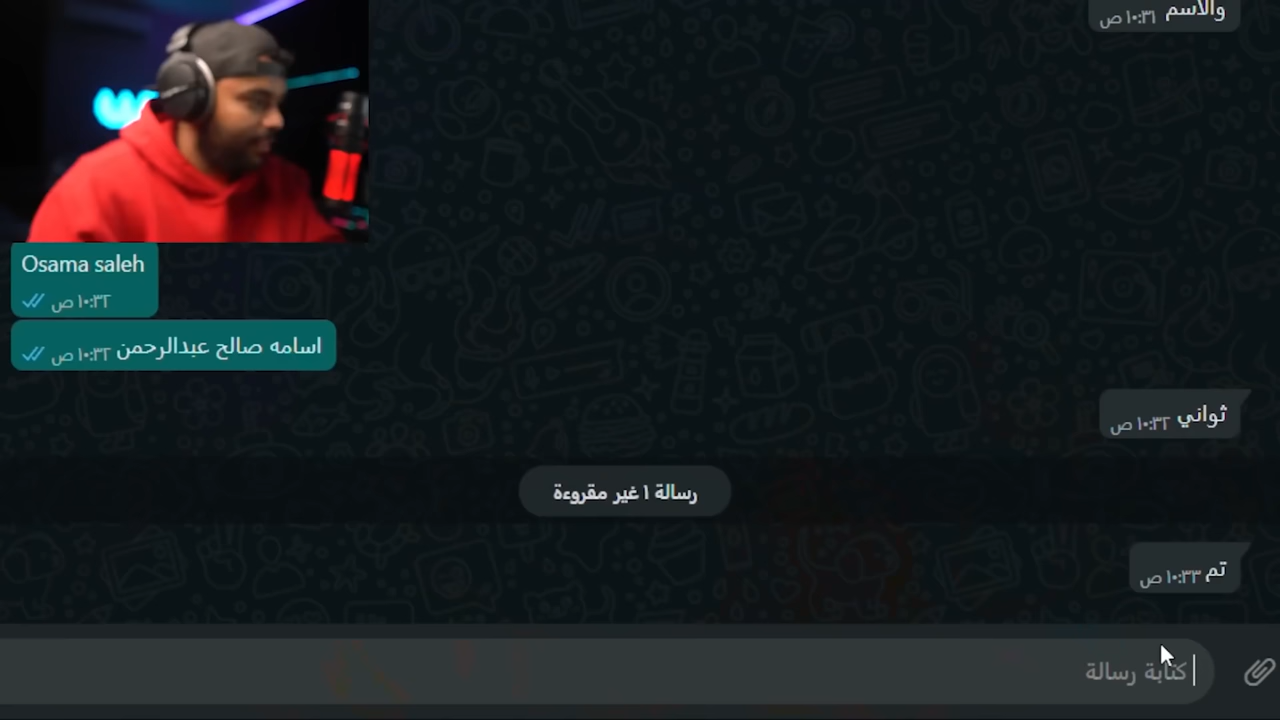 والاسم ١٠:٣١ ص
Osama saleh
١٠:٣٢ ص
اسامه صالح عبدالرحمن ١٠:٣٢ ص
ثواني ١٠:٣٢ ص
رسالة ١ غير مقروءة
تم ١٠:٣٣ ص
كتابة رسالة